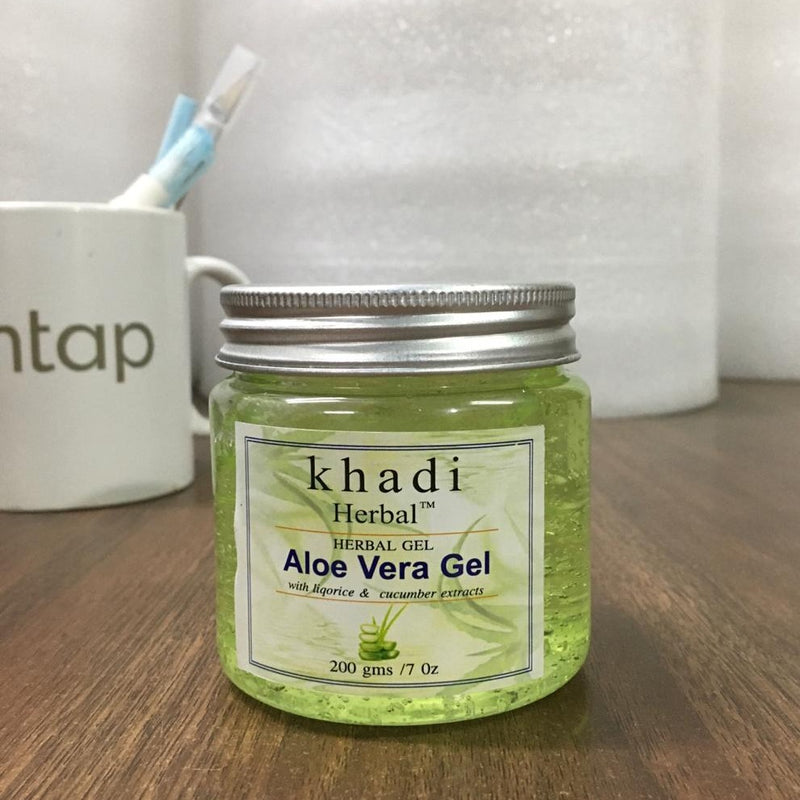 ntap
khadi
Herbal™
HERBAL GEL
Aloe Vera Gel
with liqorice & cucumber extracts
200 gms /7 0z